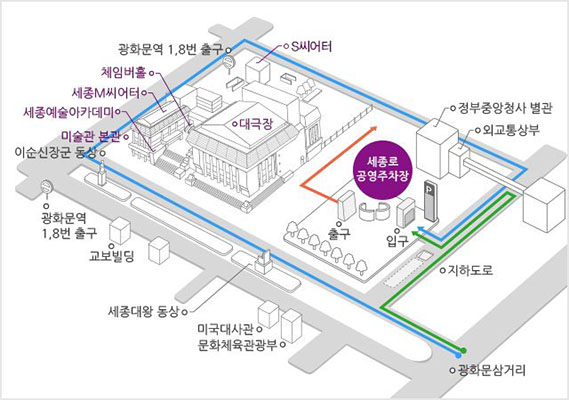 광화문역 1,8번 출구
S씨어터
체임버홀
세종M씨어터
세종예술아카데미
미술관 본관
이순신장군 동상
대극장
정부중앙청사 별관
외교통상부
세종로
공영주차장
P
광화문역
1,8번 출구
교보빌딩
출구
입구
지하도로
세종대왕 동상
미국대사관
문화체육관광부
광화문삼거리